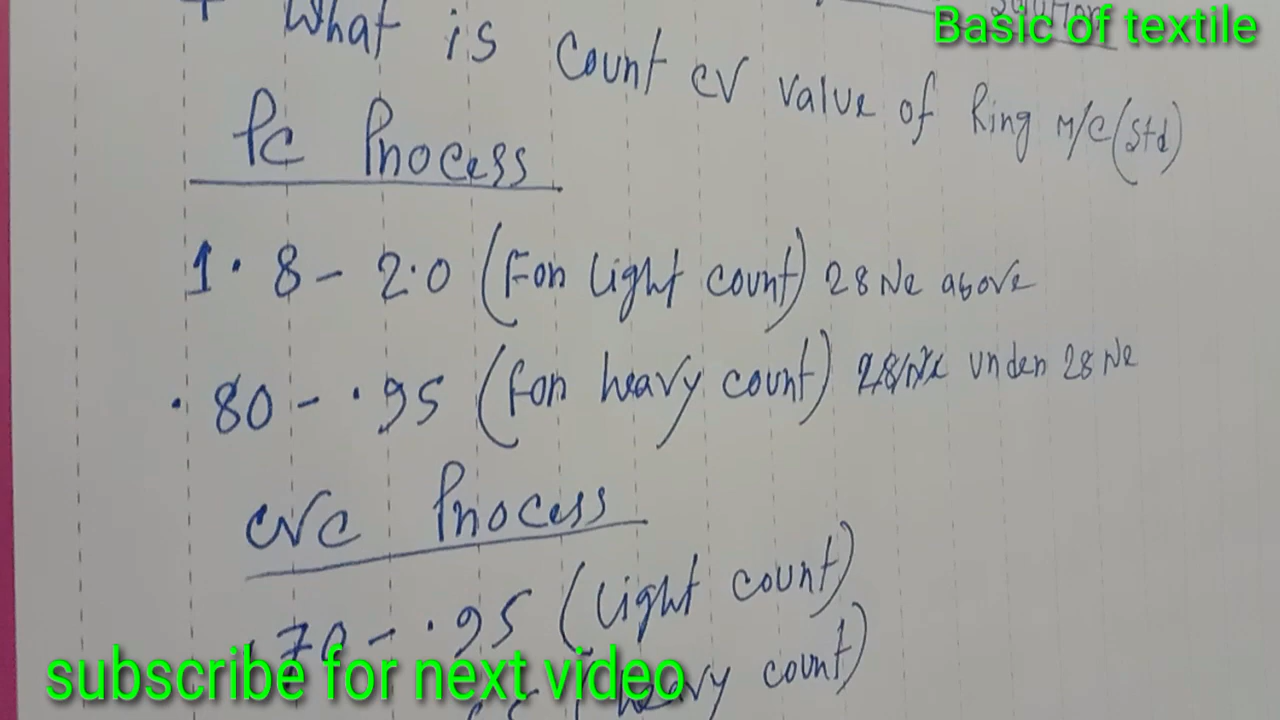 Basic of textile
What is Count CV value of Ring M/C (Std)
PC Process
1.8 - 2.0 (For light count) 28 Ne above
.80 - .95 (for heavy count) under 28 Ne
CVC Process
.70 - .95 (light count)
(heavy count)
subscribe for next video